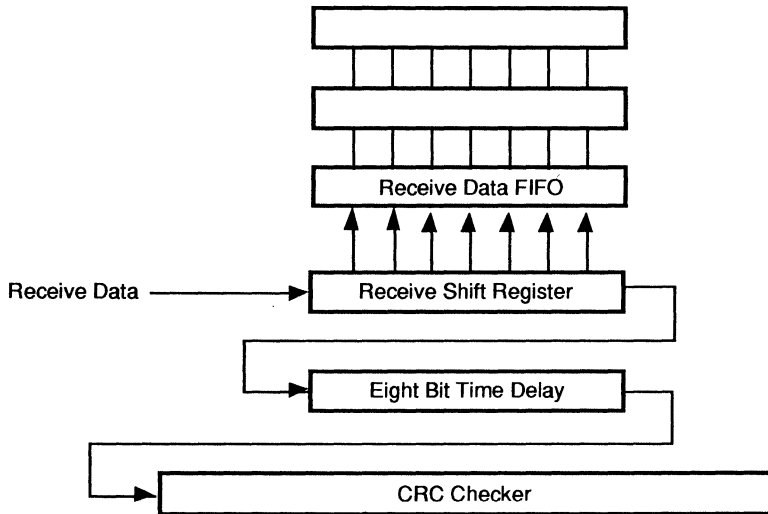 Receive Data FIFO
Receive Data
Receive Shift Register
Eight Bit Time Delay
CRC Checker